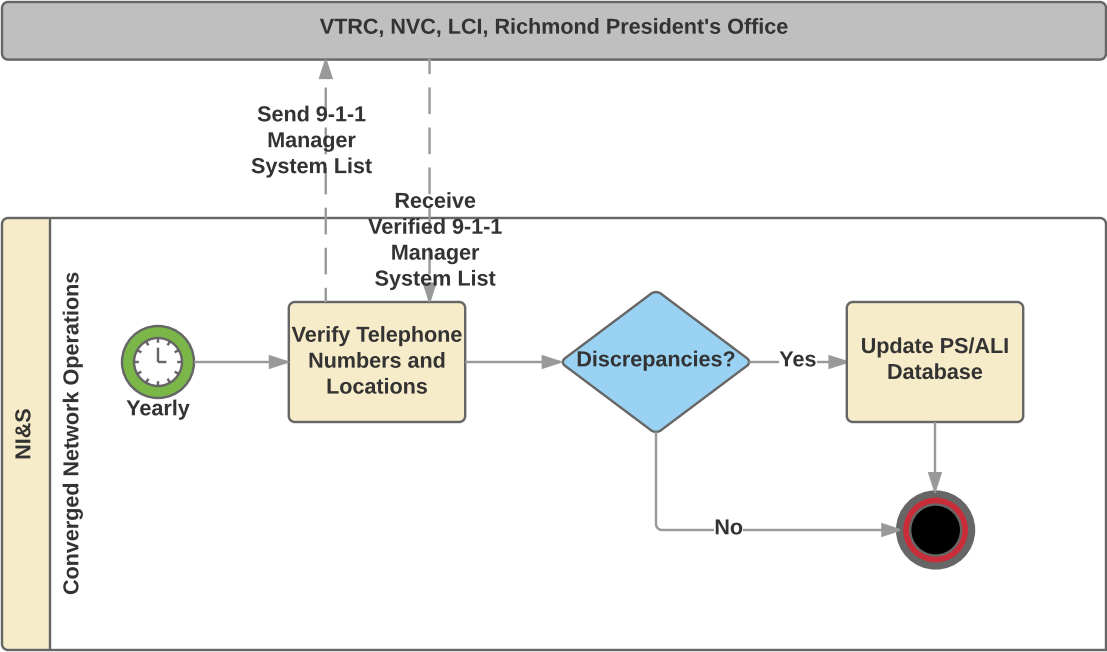 VTRC, NVC, LCI, Richmond President's Office
Send 9-1-1
Manager
System List
Receive
Verified 9-1-1
Manager
System List
NI&S
Converged Network Operations
Yearly
Verify Telephone
Numbers and
Locations
Discrepancies?
Yes
Update PS/ALI
Database
No